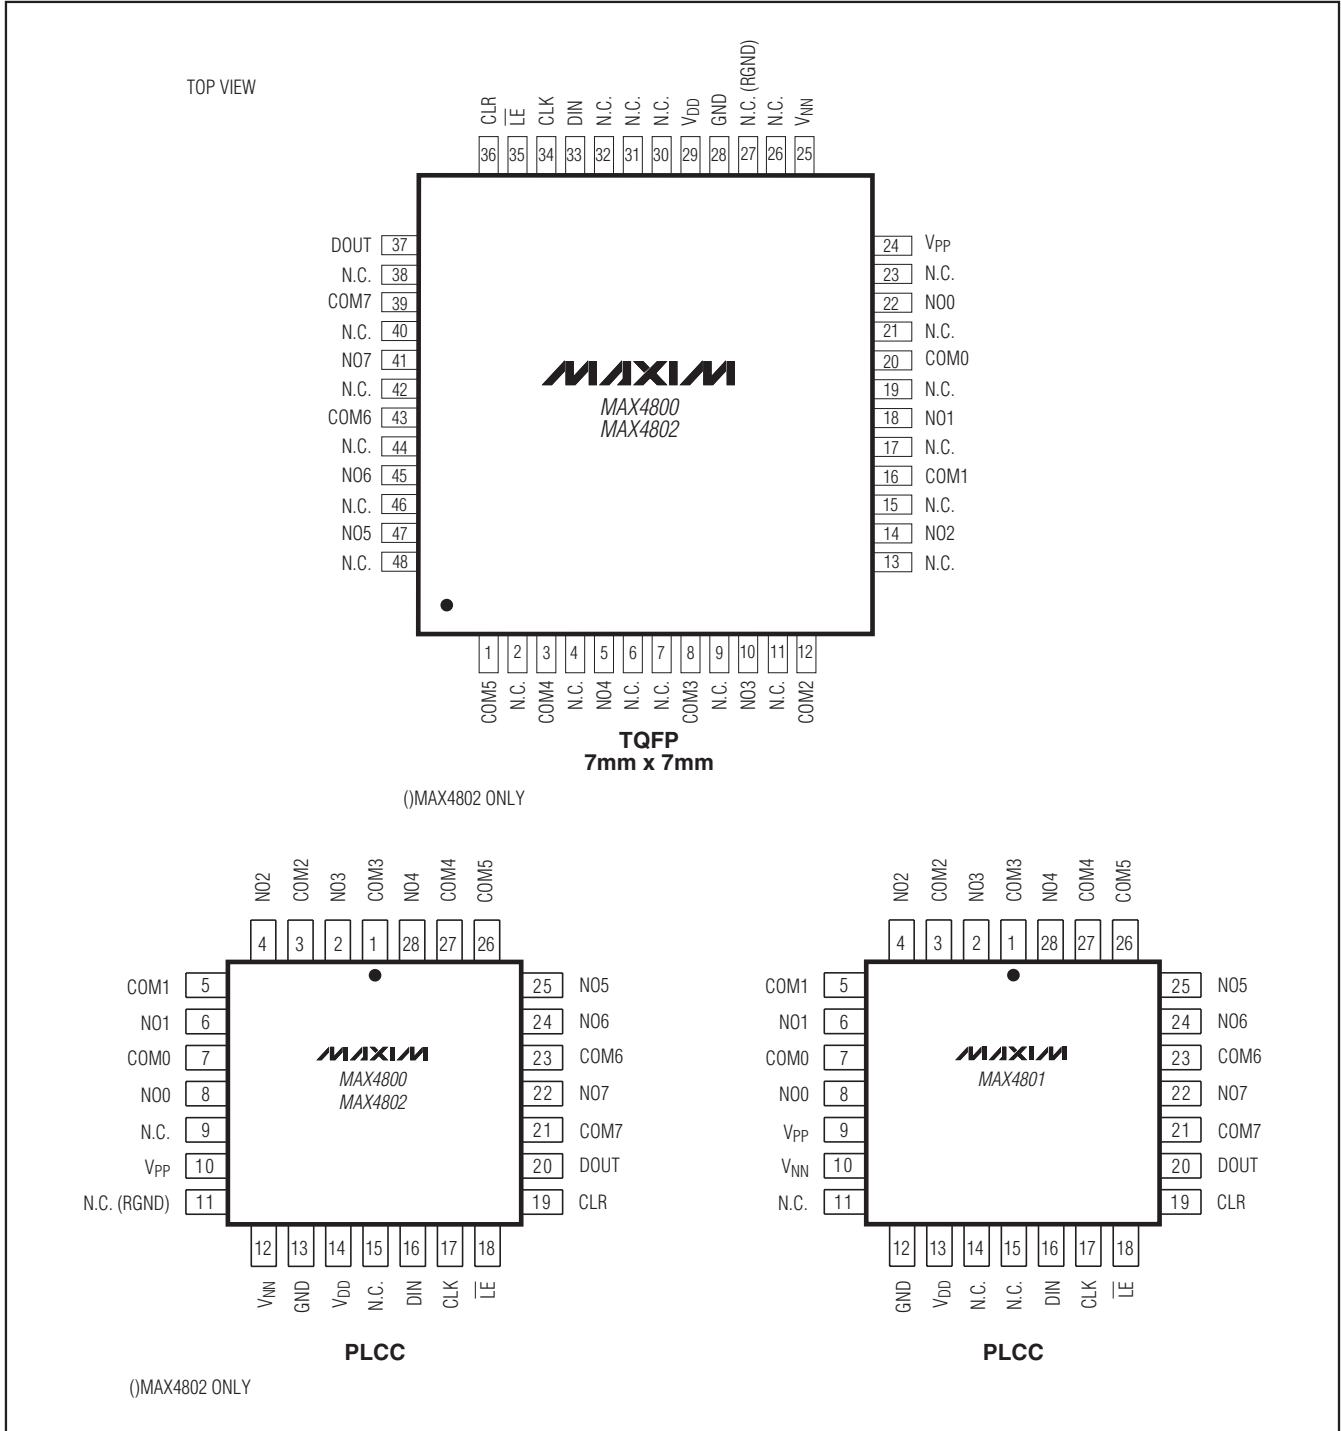 TOP VIEW
CLR
LE
CLK
DIN
N.C.
N.C.
N.C.
VDD
GND
N.C. (RGND)
N.C.
VNN
36 35 34 33 32 31 30 29 28 27 26 25
DOUT 37
N.C. 38
COM7 39
N.C. 40
NO7 41
N.C. 42
COM6 43
N.C. 44
NO6 45
N.C. 46
NO5 47
N.C. 48
MAXIM
MAX4800
MAX4802
24 VPP
23 N.C.
22 NO0
21 N.C.
20 COM0
19 N.C.
18 NO1
17 N.C.
16 COM1
15 N.C.
14 NO2
13 N.C.
1 2 3 4 5 6 7 8 9 10 11 12
COM5
N.C.
COM4
N.C.
NO4
N.C.
N.C.
COM3
N.C.
NO3
N.C.
COM2
TQFP
7mm x 7mm
()MAX4802 ONLY
NO2
COM2
NO3
COM3
NO4
COM4
COM5
4 3 2 1 28 27 26
COM1 5
NO1 6
COM0 7
NO0 8
N.C. 9
VPP 10
N.C. (RGND) 11
MAXIM
MAX4800
MAX4802
25 NO5
24 NO6
23 COM6
22 NO7
21 COM7
20 DOUT
19 CLR
12 13 14 15 16 17 18
VNN
GND
VDD
N.C.
DIN
CLK
LE
PLCC
()MAX4802 ONLY
NO2
COM2
NO3
COM3
NO4
COM4
COM5
4 3 2 1 28 27 26
COM1 5
NO1 6
COM0 7
NO0 8
VPP 9
VNN 10
N.C. 11
MAXIM
MAX4801
25 NO5
24 NO6
23 COM6
22 NO7
21 COM7
20 DOUT
19 CLR
12 13 14 15 16 17 18
GND
VDD
N.C.
N.C.
DIN
CLK
LE
PLCC